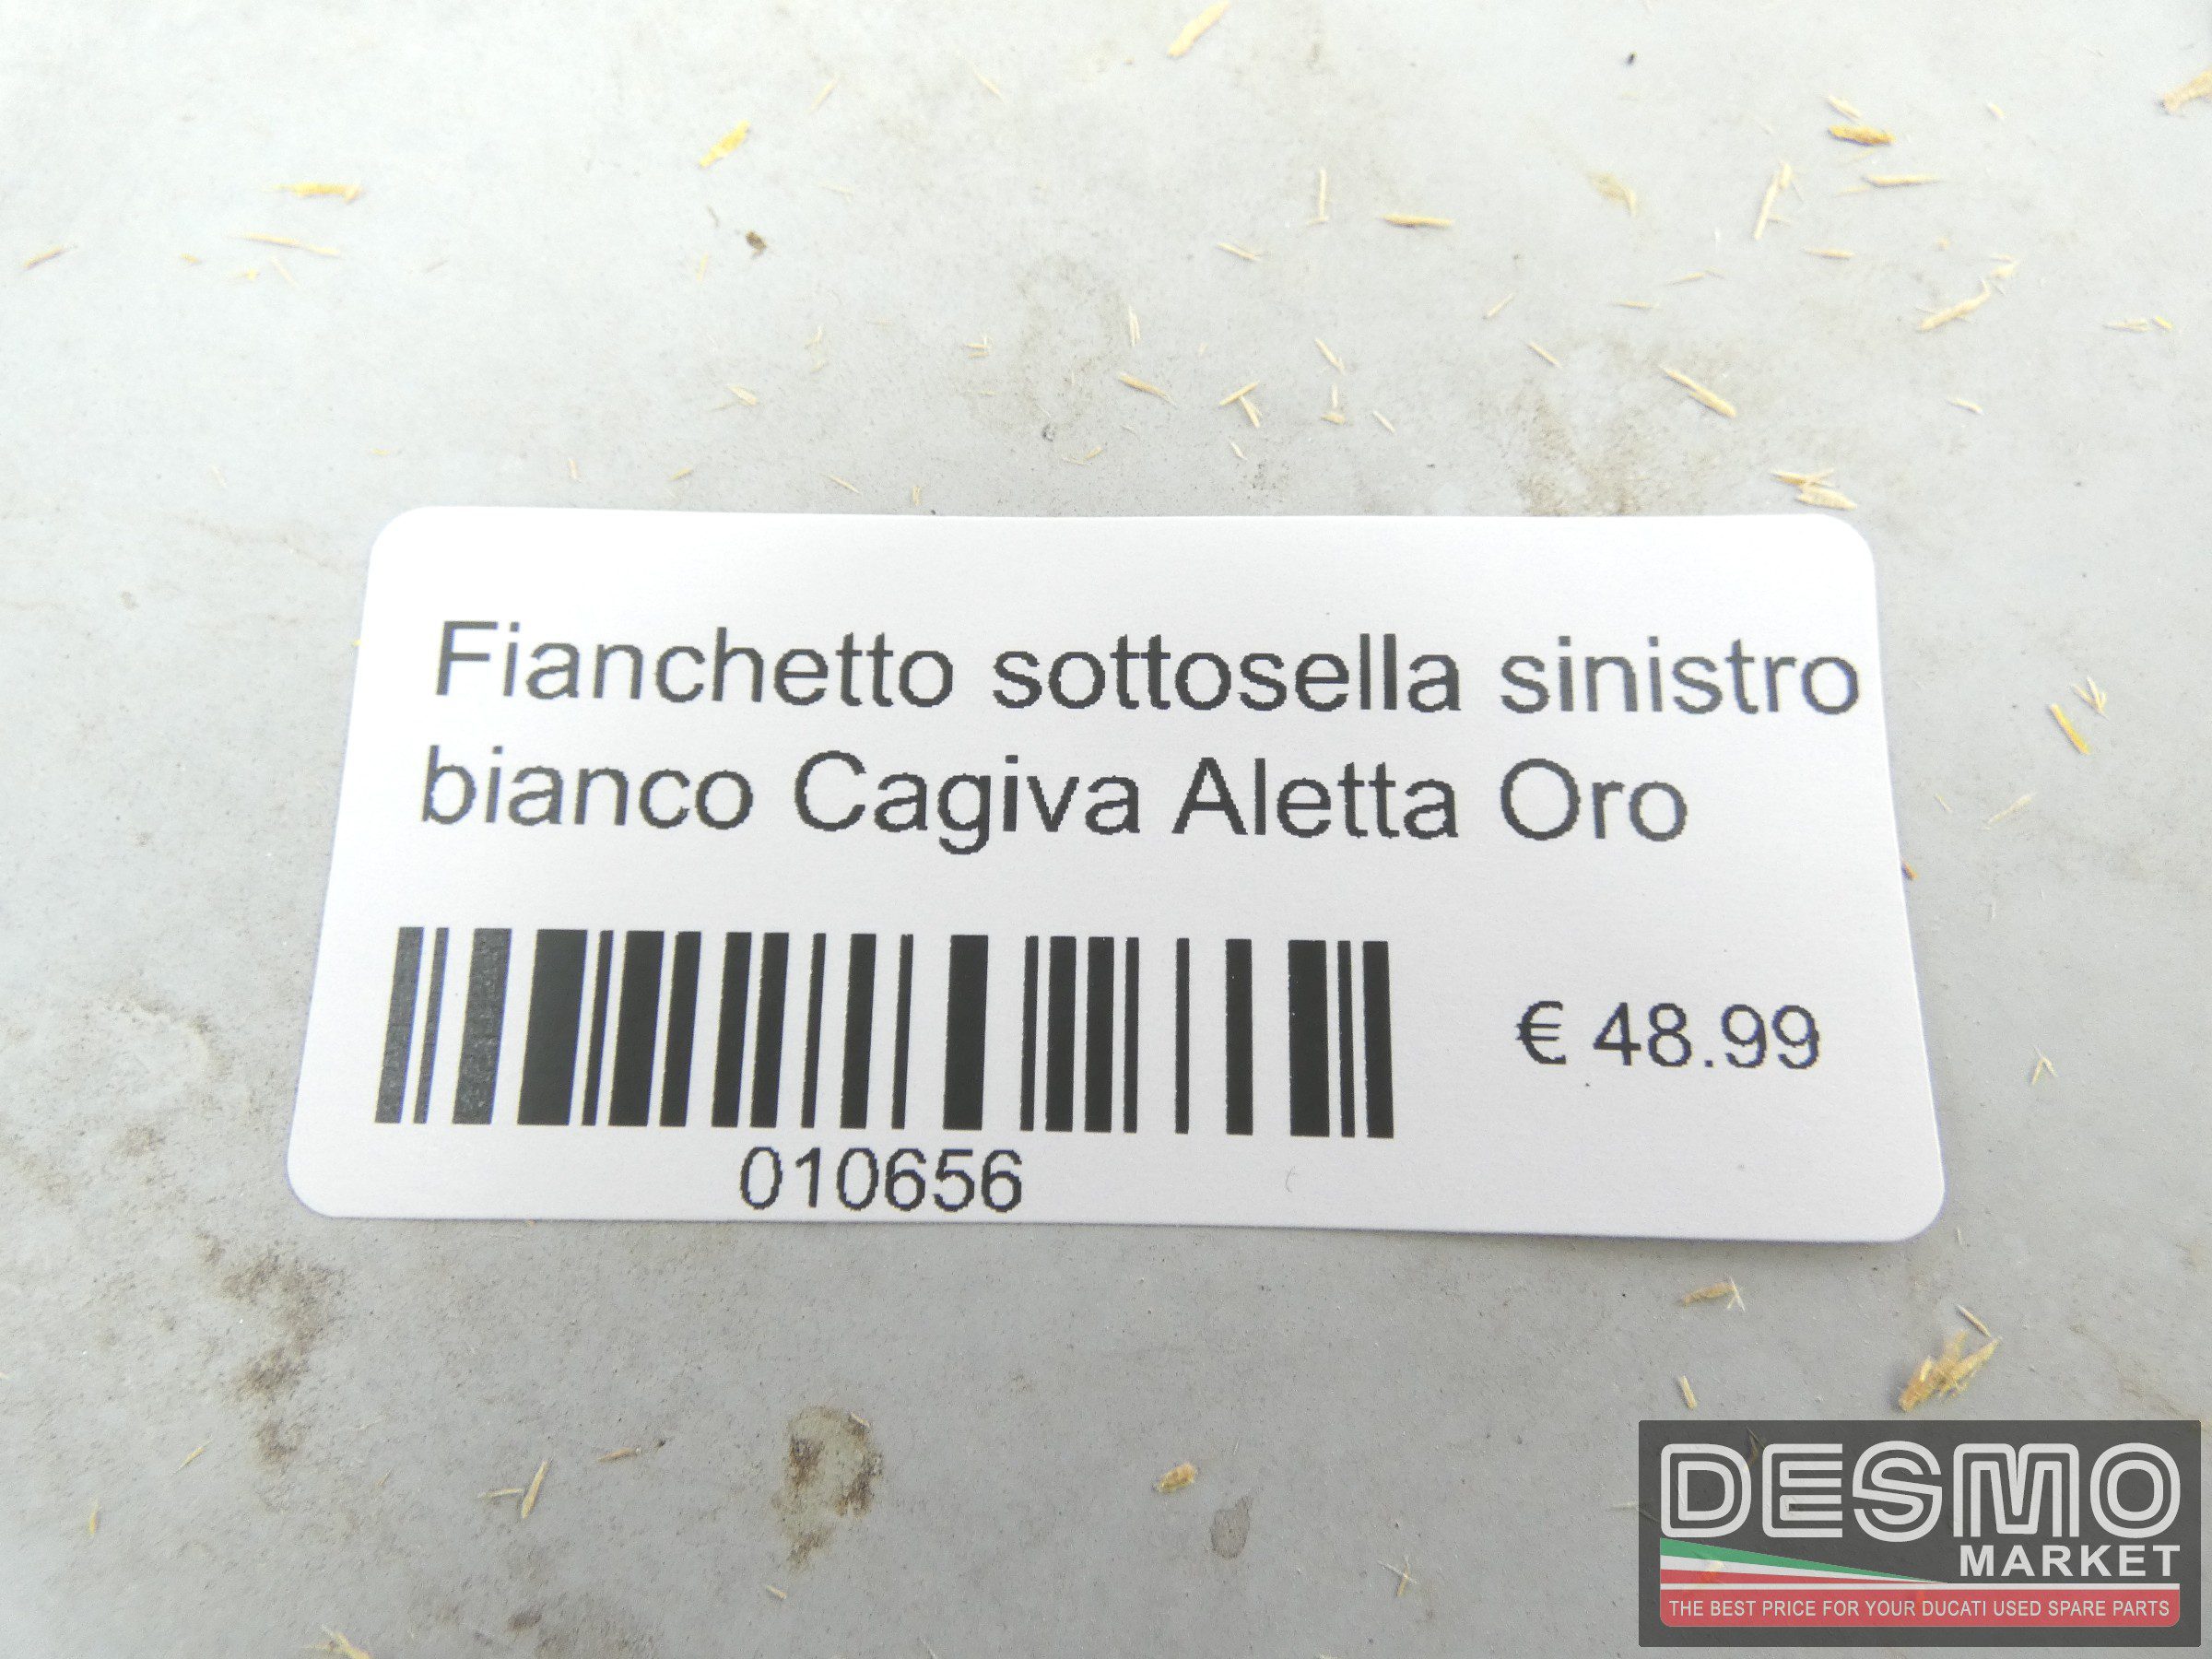 Fianchetto sottosella sinistro
bianco Cagiva Aletta Oro
€ 48.99
010656
DESMO
MARKET
THE BEST PRICE FOR YOUR DUCATI USED SPARE PARTS